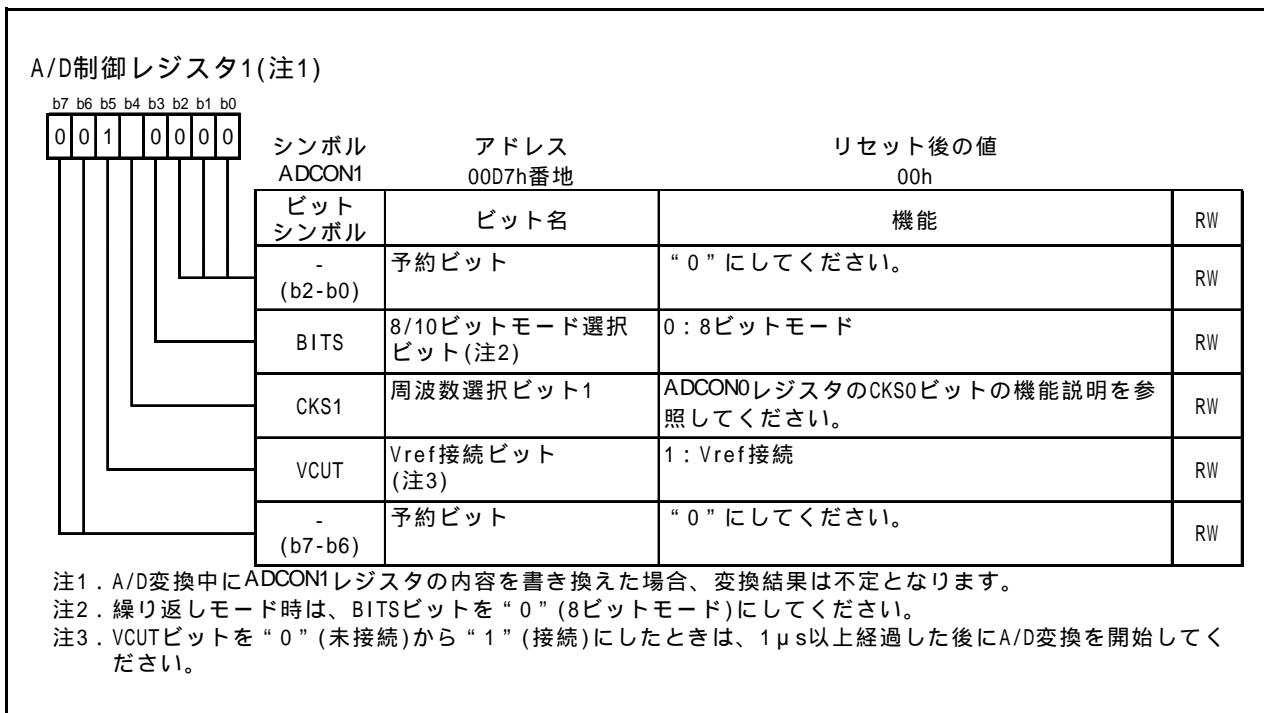 A/D制御レジスタ1(注1)
b7 b6 b5 b4 b3 b2 b1 b0
0 0 1 0 0 0 0
シンボル アドレス リセット後の値
ADCON1 00D7h番地 00h
ビット
シンボル ビット名 機能 RW
-
(b2-b0) 予約ビット “0”にしてください。 RW
BITS 8/10ビットモード選択
ビット(注2) 0:8ビットモード RW
CKS1 周波数選択ビット1 ADCON0レジスタのCKS0ビットの機能説明を参
照してください。 RW
VCUT Vref接続ビット
(注3) 1:Vref接続 RW
-
(b7-b6) 予約ビット “0”にしてください。 RW
注1.A/D変換中にADCON1レジスタの内容を書き換えた場合、変換結果は不定となります。
注2.繰り返しモード時は、BITSビットを“0”(8ビットモード)にしてください。
注3.VCUTビットを“0”(未接続)から“1”(接続)にしたときは、1μs以上経過した後にA/D変換を開始してく
ださい。